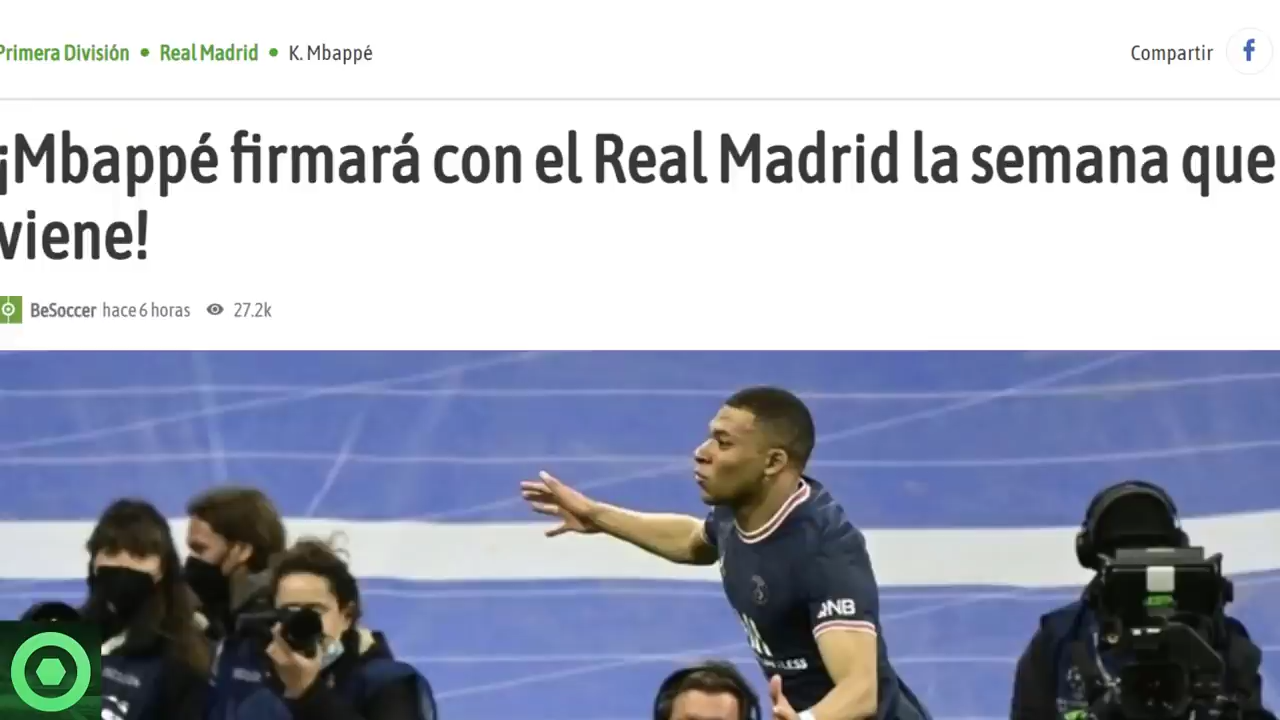 Primera División • Real Madrid • K. Mbappé
Compartir
¡Mbappé firmará con el Real Madrid la semana que
viene!
BeSoccer hace 6 horas 27.2k
QNB